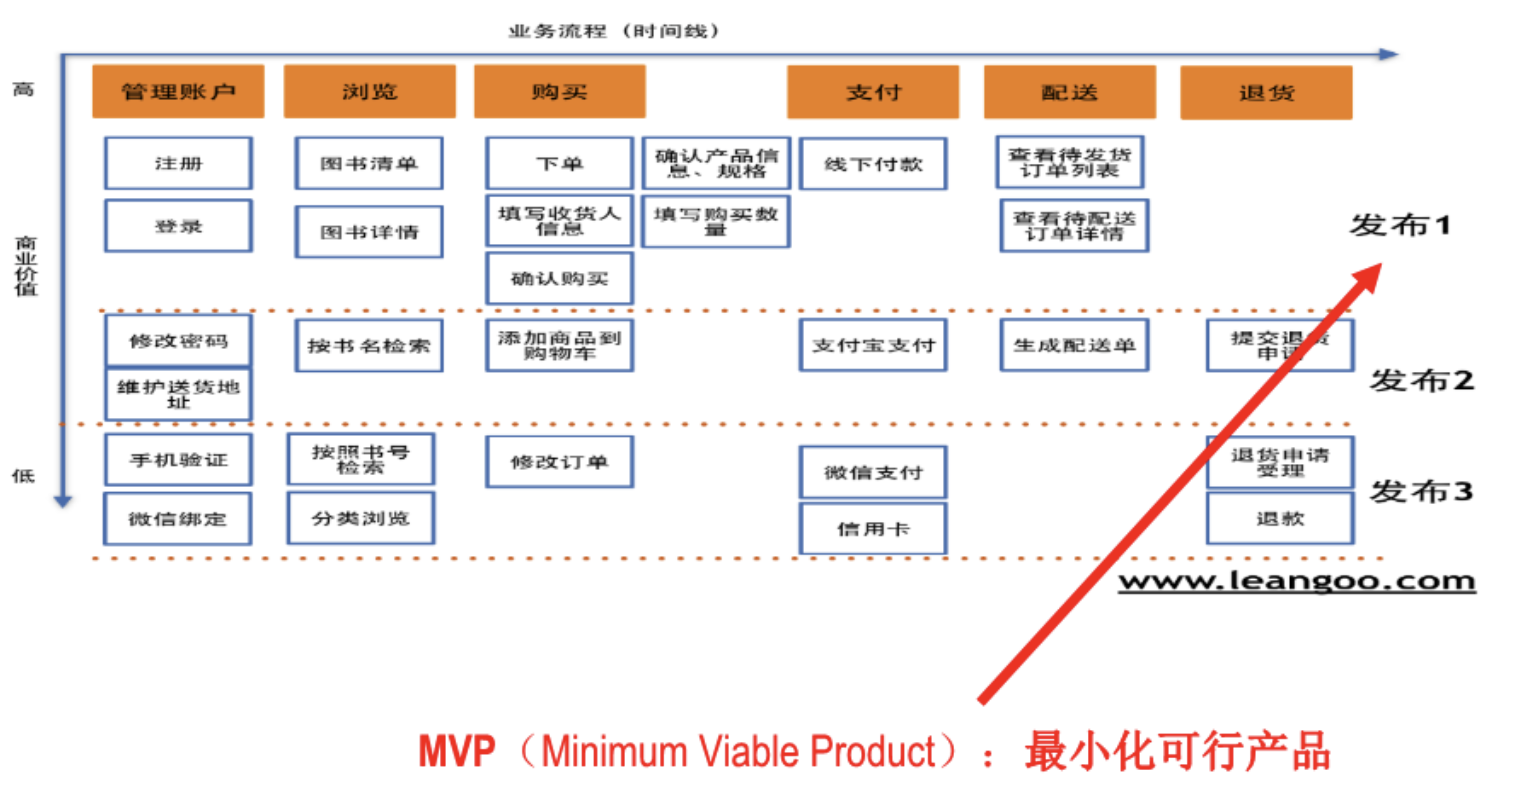 业务流程（时间线）
高
管理账户
浏览
购买
支付
配送
退货
注册
图书清单
下单
确认产品信
息、规格
线下付款
查看待发货
订单列表
登录
图书详情
填写收货人
信息
填写购买数
量
查看待配送
订单详情
发布1
商业价值
确认购买
修改密码
按书名检索
添加商品到
购物车
支付宝支付
生成配送单
提交退货
申请
维护送货地
址
发布2
低
手机验证
按照书号
检索
修改订单
微信支付
退货申请
受理
发布3
微信绑定
分类浏览
信用卡
退款
www.leangoo.com
MVP（Minimum Viable Product）：最小化可行产品